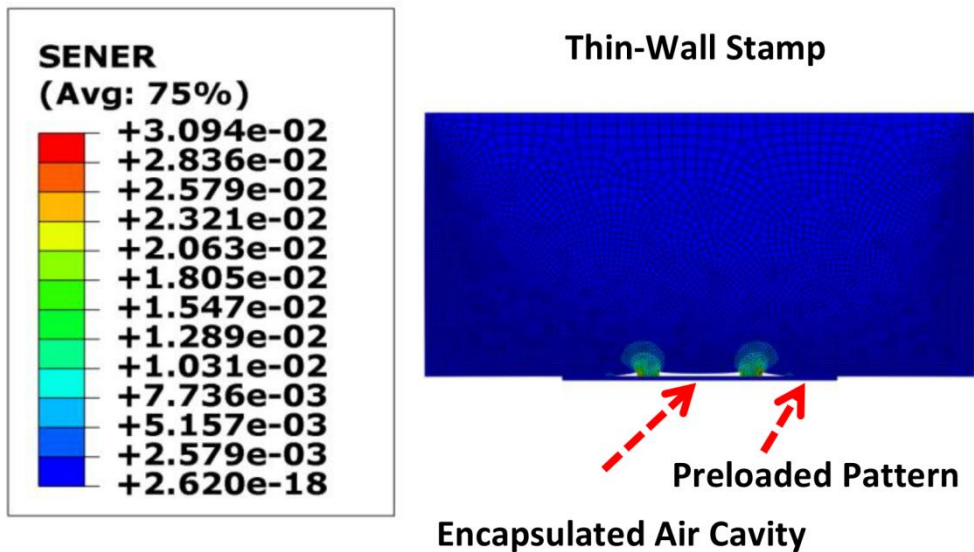 SENER
(Avg: 75%)
+3.094e-02
+2.836e-02
+2.579e-02
+2.321e-02
+2.063e-02
+1.805e-02
+1.547e-02
+1.289e-02
+1.031e-02
+7.736e-03
+5.157e-03
+2.579e-03
+2.620e-18
Thin-Wall Stamp
Preloaded Pattern
Encapsulated Air Cavity